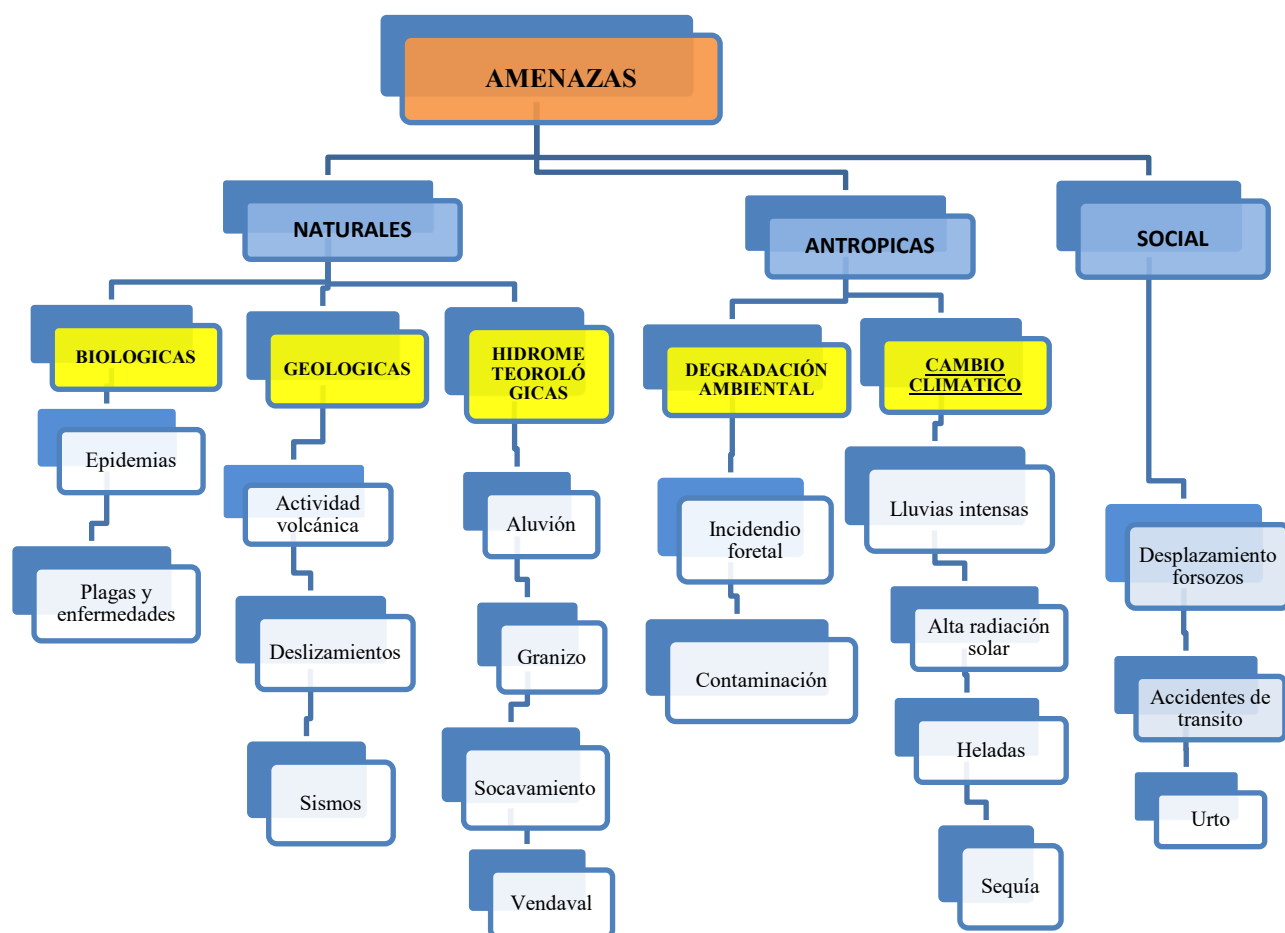 AMENAZAS
NATURALES
ANTROPICAS
SOCIAL
BIOLOGICAS
GEOLOGICAS
HIDROME
TEOROLÓ
GICAS
DEGRADACIÓN
AMBIENTAL
CAMBIO
CLIMATICO
Epidemias
Plagas y
enfermedades
Actividad
volcánica
Deslizamientos
Sismos
Aluvión
Granizo
Socavamiento
Vendaval
Incidendio
foretal
Contaminación
Lluvias intensas
Alta radiación
solar
Heladas
Sequía
Desplazamiento
forsozos
Accidentes de
transito
Urto